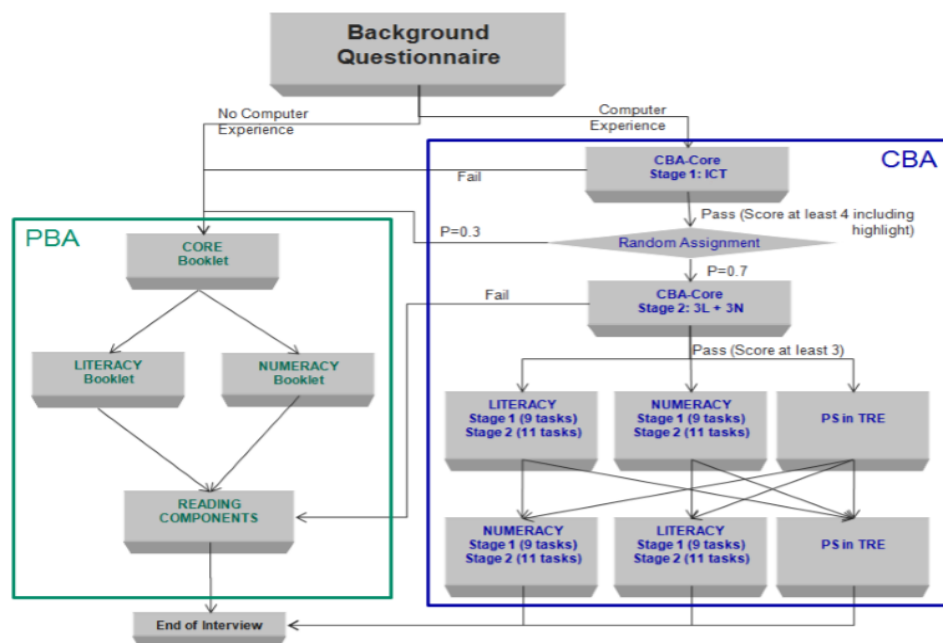 Background
Questionnaire
No Computer
Experience
Computer
Experience
CBA
CBA-Core
Stage 1: ICT
Fail
Pass (Score at least 4 including
highlight)
PBA
CORE
Booklet
P=0.3
Random Assignment
P=0.7
Fail
CBA-Core
Stage 2: 3L + 3N
Pass (Score at least 3)
LITERACY
Booklet
NUMERACY
Booklet
LITERACY
Stage 1 (9 tasks)
Stage 2 (11 tasks)
NUMERACY
Stage 1 (9 tasks)
Stage 2 (11 tasks)
PS in TRE
READING
COMPONENTS
NUMERACY
Stage 1 (9 tasks)
Stage 2 (11 tasks)
LITERACY
Stage 1 (9 tasks)
Stage 2 (11 tasks)
PS in TRE
End of Interview